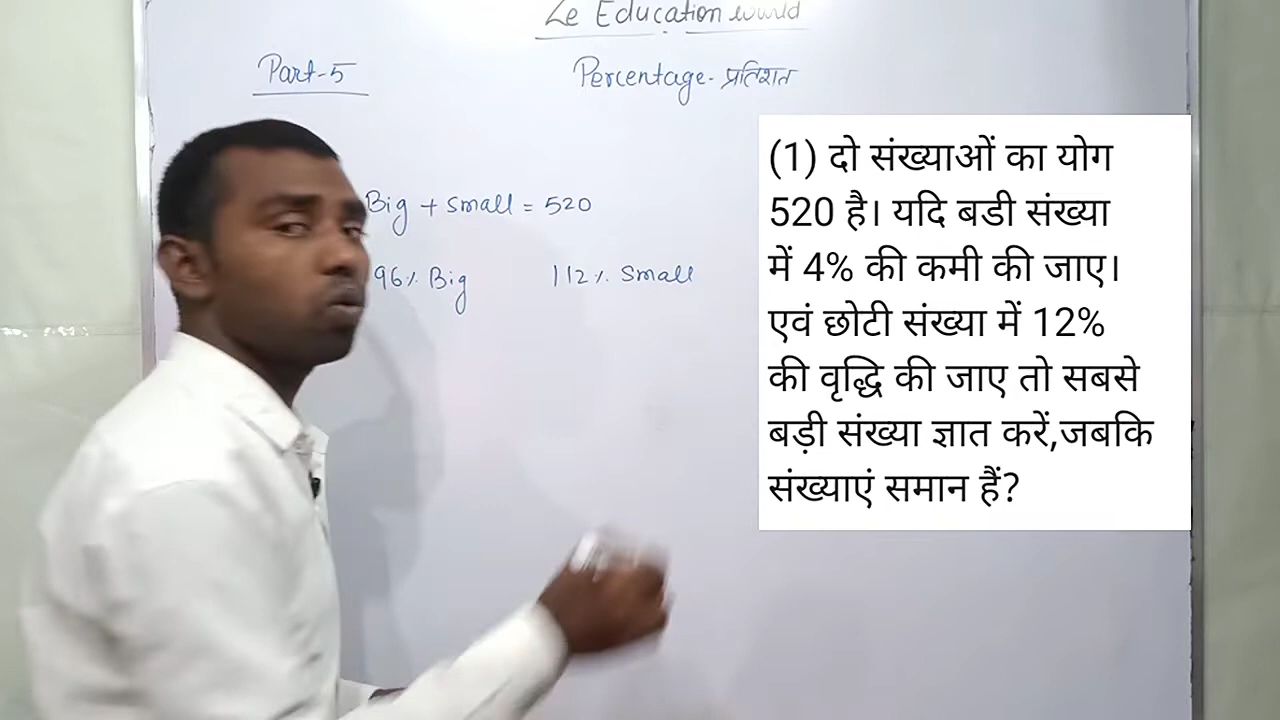 Ze Education world
Part-5
Percentage- प्रतिशत
Big + Small = 520
96% Big 112% Small
(1) दो संख्याओं का योग
520 है। यदि बडी संख्या
में 4% की कमी की जाए।
एवं छोटी संख्या में 12%
की वृद्धि की जाए तो सबसे
बड़ी संख्या ज्ञात करें,जबकि
संख्याएं समान हैं?